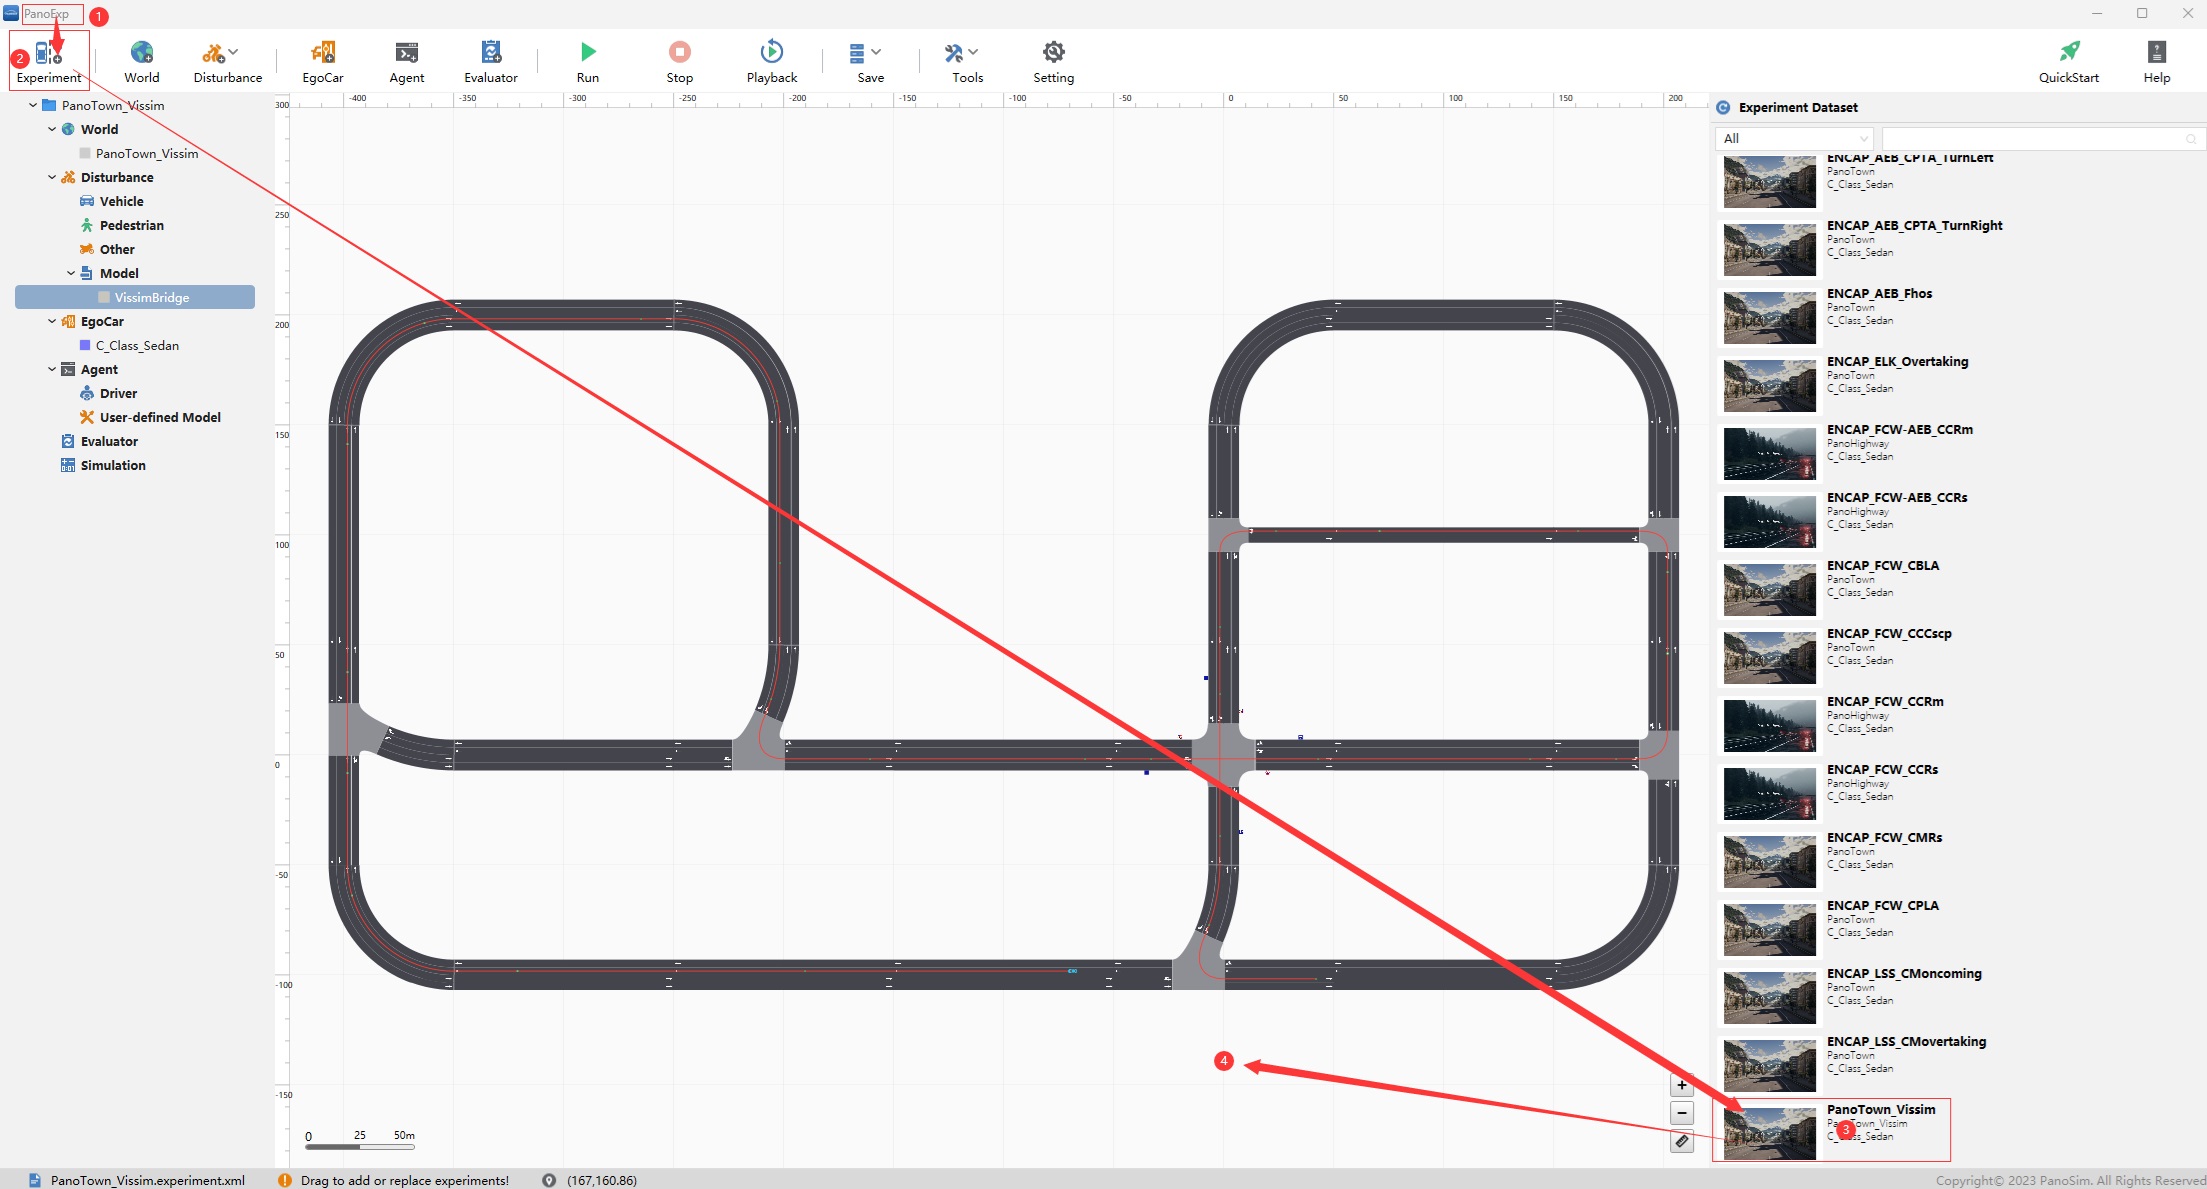 PanoExp
1
2
Experiment
World
Disturbance
EgoCar
Agent
Evaluator
Run
Stop
Playback
Save
Tools
Setting
QuickStart
Help
PanoTown_Vissim
World
PanoTown_Vissim
Disturbance
Vehicle
Pedestrian
Other
Model
VissimBridge
EgoCar
C_Class_Sedan
Agent
Driver
User-defined Model
Evaluator
Simulation
-400 -350 -300 -250 -200 -150 -100 -50 0 50 100 150 200
300
250
200
150
100
50
0
-50
-100
-150
0 25 50m
4
+
−
Experiment Dataset
All
ENCAP_AEB_CPTA_TurnLeft
PanoTown
C_Class_Sedan
ENCAP_AEB_CPTA_TurnRight
PanoTown
C_Class_Sedan
ENCAP_AEB_Fhos
PanoTown
C_Class_Sedan
ENCAP_ELK_Overtaking
PanoTown
C_Class_Sedan
ENCAP_FCW-AEB_CCRm
PanoHighway
C_Class_Sedan
ENCAP_FCW-AEB_CCRs
PanoHighway
C_Class_Sedan
ENCAP_FCW_CBLA
PanoTown
C_Class_Sedan
ENCAP_FCW_CCCscp
PanoTown
C_Class_Sedan
ENCAP_FCW_CCRm
PanoHighway
C_Class_Sedan
ENCAP_FCW_CCRs
PanoHighway
C_Class_Sedan
ENCAP_FCW_CMRs
PanoTown
C_Class_Sedan
ENCAP_FCW_CPLA
PanoTown
C_Class_Sedan
ENCAP_LSS_CMoncoming
PanoTown
C_Class_Sedan
ENCAP_LSS_CMovertaking
PanoTown
C_Class_Sedan
PanoTown_Vissim
PanoTown_Vissim
C_Class_Sedan
3
PanoTown_Vissim.experiment.xml
Drag to add or replace experiments!
(167,160.86)
Copyright© 2023 PanoSim. All Rights Reserved